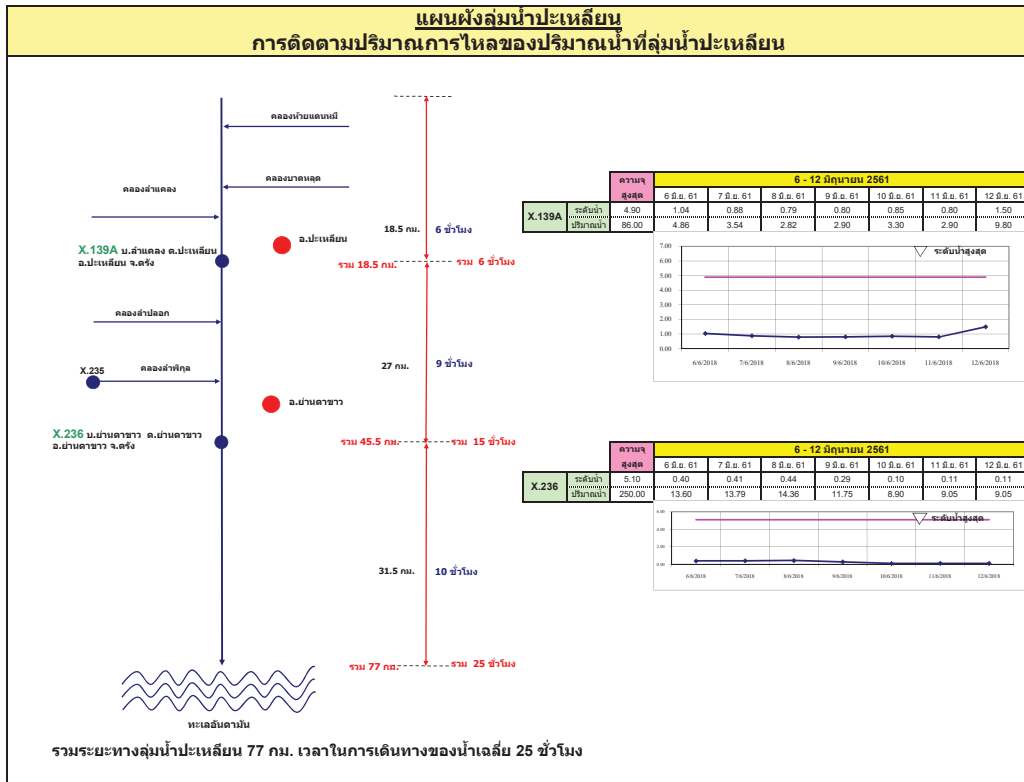 แผนผังลุ่มน้ำปะเหลียน
การติดตามปริมาณการไหลของปริมาณน้ำที่ลุ่มน้ำปะเหลียน
คลองห้วยแดนหมี
คลองบาดหลุด
คลองลำแคลง
X.139A บ.ลำแคลง ต.ปะเหลียน
อ.ปะเหลียน จ.ตรัง
อ.ปะเหลียน
18.5 กม.
6 ชั่วโมง
รวม 18.5 กม.
รวม 6 ชั่วโมง
คลองลำปลอก
27 กม.
9 ชั่วโมง
X.235
คลองลำพิกุล
อ.ย่านตาขาว
X.236 บ.ย่านตาขาว ต.ย่านตาขาว
อ.ย่านตาขาว จ.ตรัง
รวม 45.5 กม.
รวม 15 ชั่วโมง
31.5 กม.
10 ชั่วโมง
รวม 77 กม.
รวม 25 ชั่วโมง
ทะเลอันดามัน
ความจุ 6 - 12 มิถุนายน 2561
สูงสุด 6 มิ.ย. 61 7 มิ.ย. 61 8 มิ.ย. 61 9 มิ.ย. 61 10 มิ.ย. 61 11 มิ.ย. 61 12 มิ.ย. 61
X.139A
ระดับน้ำ 4.90 1.04 0.88 0.79 0.80 0.85 0.80 1.50
ปริมาณน้ำ 86.00 4.86 3.54 2.82 2.90 3.30 2.90 9.80
ระดับน้ำสูงสุด
7.00
6.00
5.00
4.00
3.00
2.00
1.00
0.00
6/6/2018 7/6/2018 8/6/2018 9/6/2018 10/6/2018 11/6/2018 12/6/2018
ความจุ 6 - 12 มิถุนายน 2561
สูงสุด 6 มิ.ย. 61 7 มิ.ย. 61 8 มิ.ย. 61 9 มิ.ย. 61 10 มิ.ย. 61 11 มิ.ย. 61 12 มิ.ย. 61
X.236
ระดับน้ำ 5.10 0.40 0.41 0.44 0.29 0.10 0.11 0.11
ปริมาณน้ำ 250.00 13.60 13.79 14.36 11.75 8.90 9.05 9.05
ระดับน้ำสูงสุด
6.00
4.00
2.00
0.00
6/6/2018 7/6/2018 8/6/2018 9/6/2018 10/6/2018 11/6/2018 12/6/2018
รวมระยะทางลุ่มน้ำปะเหลียน 77 กม. เวลาในการเดินทางของน้ำเฉลี่ย 25 ชั่วโมง